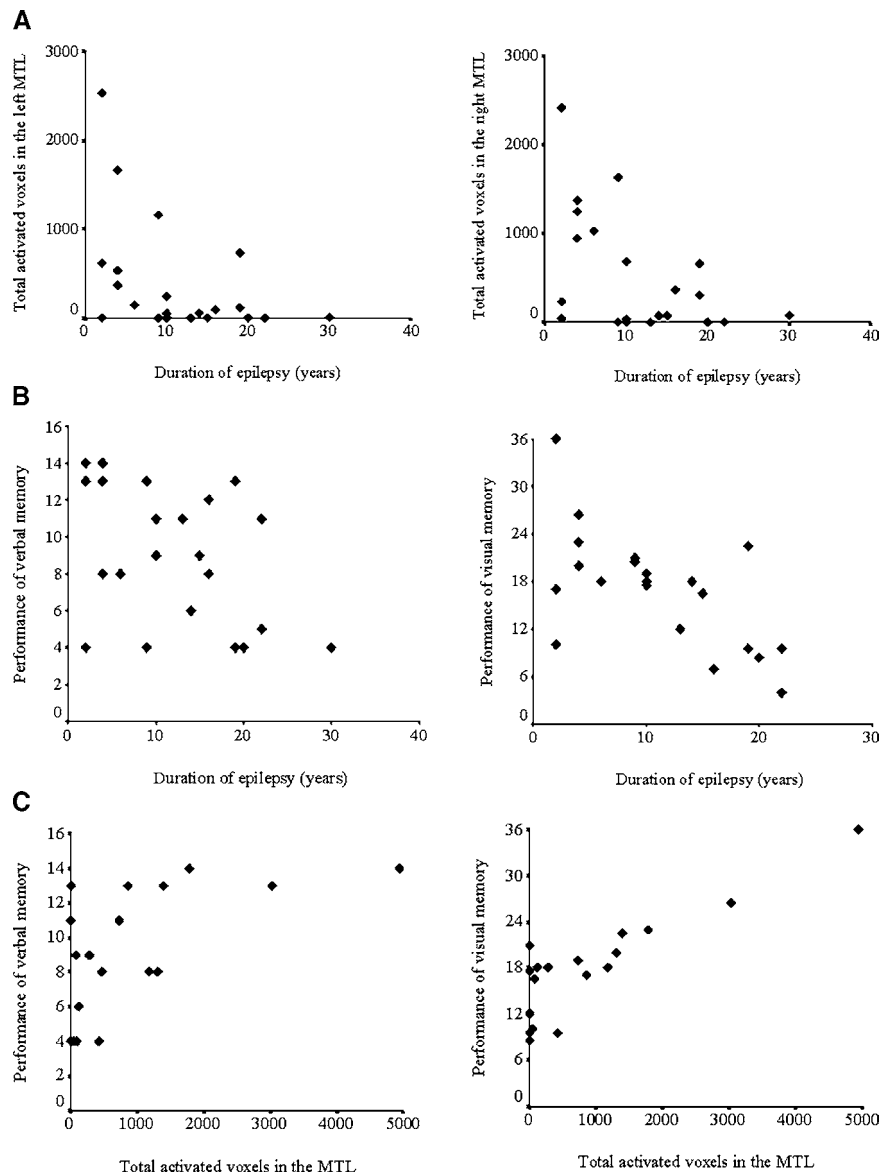 A
Total activated voxels in the left MTL
3000
2000
1000
0
0 10 20 30 40
Duration of epilepsy (years)
Total activated voxels in the right MTL
3000
2000
1000
0
0 10 20 30 40
Duration of epilepsy (years)
B
Performance of verbal memory
16
14
12
10
8
6
4
2
0
0 10 20 30 40
Duration of epilepsy (years)
Performance of visual memory
36
30
24
18
12
6
0
0 10 20 30
Duration of epilepsy (years)
C
Performance of verbal memory
16
14
12
10
8
6
4
2
0
0 1000 2000 3000 4000 5000
Total activated voxels in the MTL
Performance of visual memory
36
30
24
18
12
6
0
0 1000 2000 3000 4000 5000
Total activated voxels in the MTL